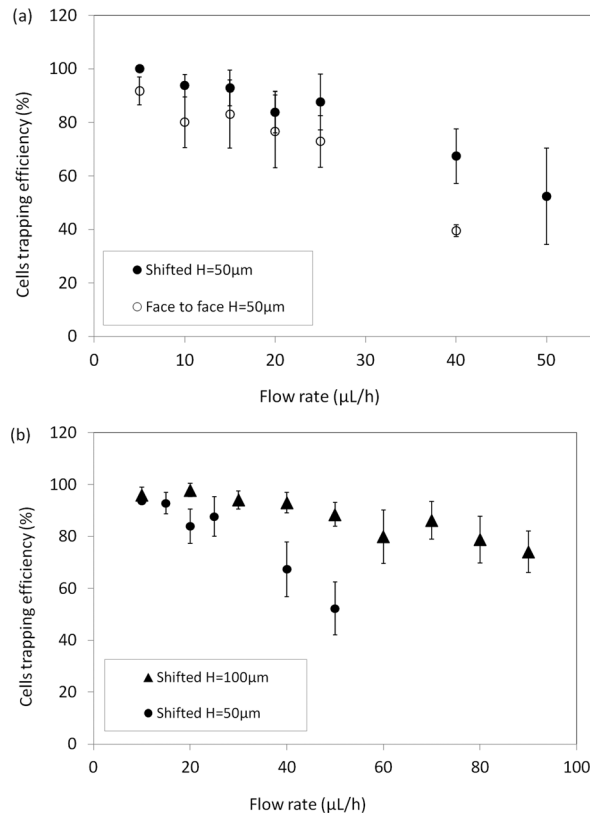 (a)
120
100
80
60
40
20
0
Cells trapping efficiency (%)
Shifted H=50μm
Face to face H=50μm
0 10 20 30 40 50
Flow rate (μL/h)
(b)
120
100
80
60
40
20
0
Cells trapping efficiency (%)
Shifted H=100μm
Shifted H=50μm
0 20 40 60 80 100
Flow rate (μL/h)